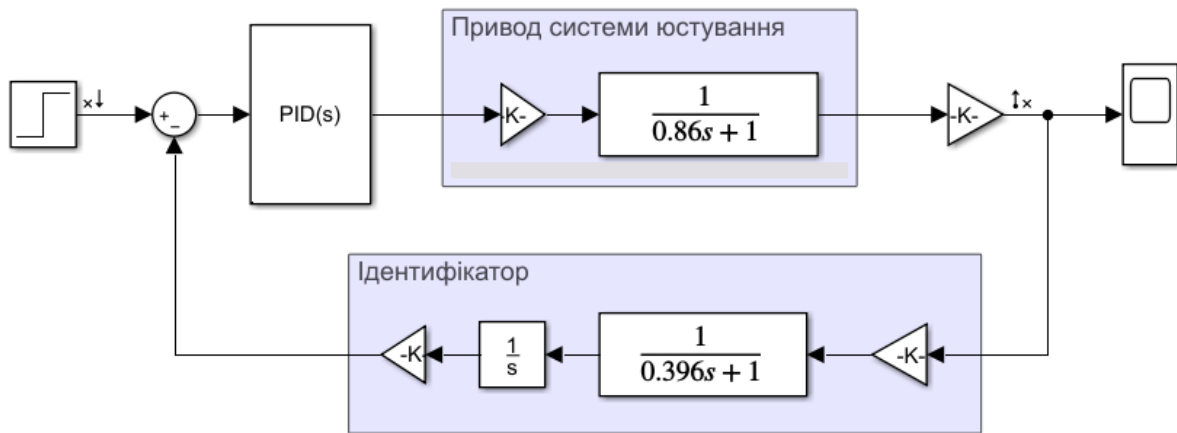 Привод системи юстування
+
−
PID(s)
-K-
1
0.86s + 1
-K-
Ідентифікатор
-K-
1
s
1
0.396s + 1
-K-